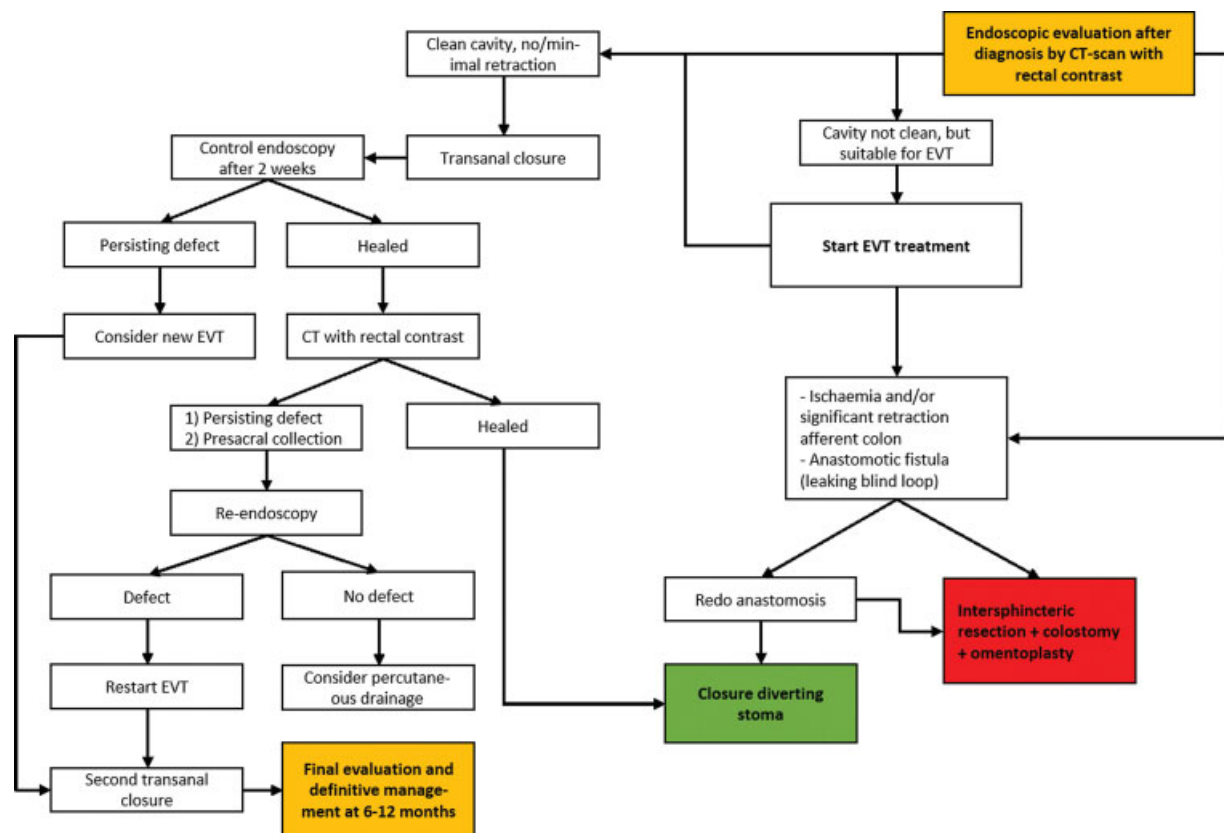 Endoscopic evaluation after
diagnosis by CT-scan with
rectal contrast
Clean cavity, no/min-
imal retraction
Cavity not clean, but
suitable for EVT
Control endoscopy
after 2 weeks
Transanal closure
Persisting defect
Healed
Start EVT treatment
Consider new EVT
CT with rectal contrast
1) Persisting defect
2) Presacral collection
Healed
- Ischaemia and/or
significant retraction
afferent colon
- Anastomotic fistula
(leaking blind loop)
Re-endoscopy
Defect
No defect
Redo anastomosis
Intersphincteric
resection + colostomy
+ omentoplasty
Restart EVT
Consider percutane-
ous drainage
Closure diverting
stoma
Second transanal
closure
Final evaluation and
definitive manage-
ment at 6-12 months